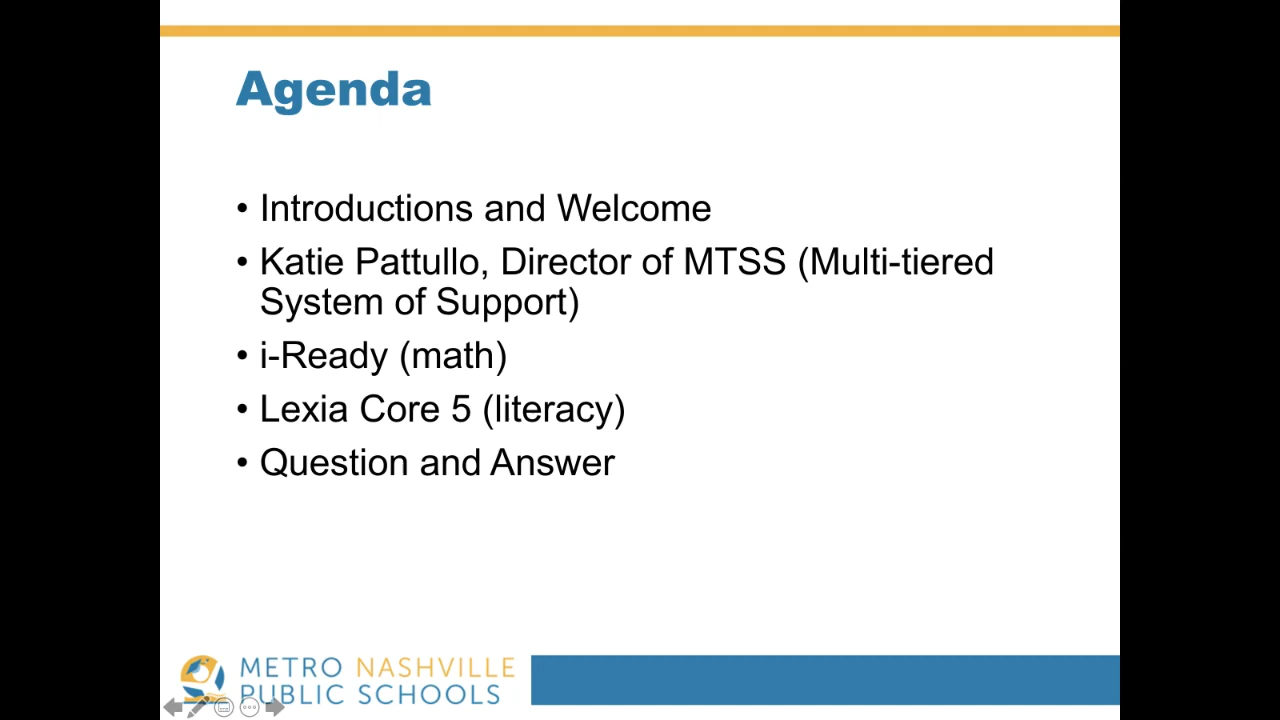 Agenda
• Introductions and Welcome
• Katie Pattullo, Director of MTSS (Multi-tiered
System of Support)
• i-Ready (math)
• Lexia Core 5 (literacy)
• Question and Answer
METRO NASHVILLE
PUBLIC SCHOOLS